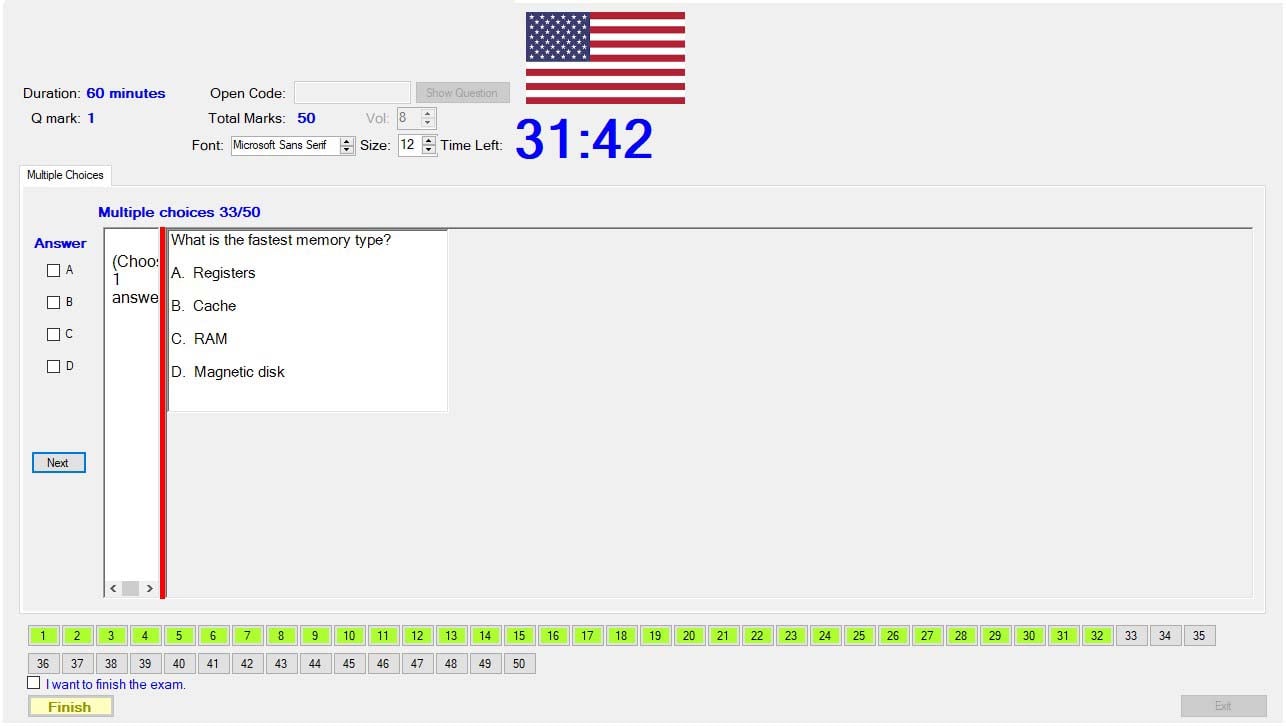 Duration: 60 minutes Open Code: Show Question
Q mark: 1 Total Marks: 50 Vol: 8
Font: Microsoft Sans Serif Size: 12 Time Left: 31:42
Multiple Choices
Multiple choices 33/50
Answer
A
B
C
D
Next
(Choos
1
answe
What is the fastest memory type?
A. Registers
B. Cache
C. RAM
D. Magnetic disk
1 2 3 4 5 6 7 8 9 10 11 12 13 14 15 16 17 18 19 20 21 22 23 24 25 26 27 28 29 30 31 32 33 34 35
36 37 38 39 40 41 42 43 44 45 46 47 48 49 50
I want to finish the exam.
Finish Exit